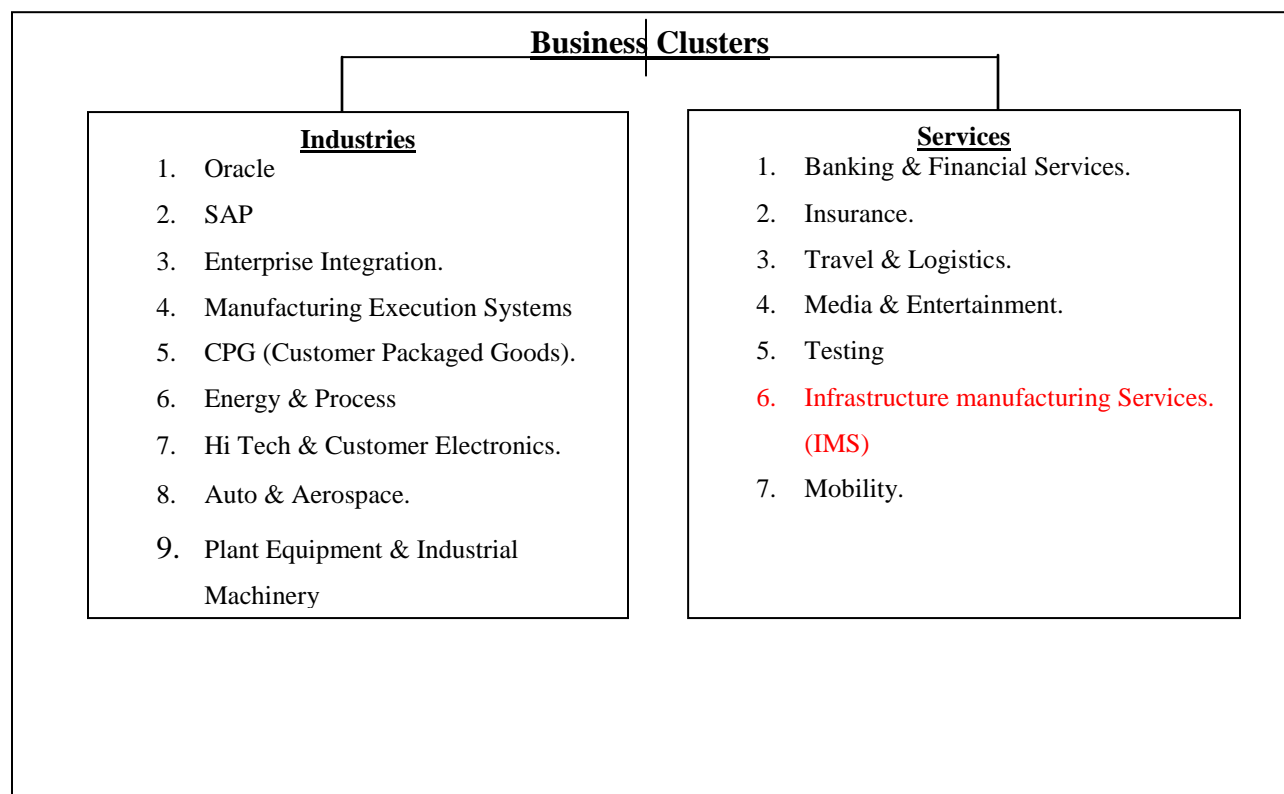 Business Clusters
Industries
1. Oracle
2. SAP
3. Enterprise Integration.
4. Manufacturing Execution Systems
5. CPG (Customer Packaged Goods).
6. Energy & Process
7. Hi Tech & Customer Electronics.
8. Auto & Aerospace.
9. Plant Equipment & Industrial
Machinery
Services
1. Banking & Financial Services.
2. Insurance.
3. Travel & Logistics.
4. Media & Entertainment.
5. Testing
6. Infrastructure manufacturing Services.
(IMS)
7. Mobility.